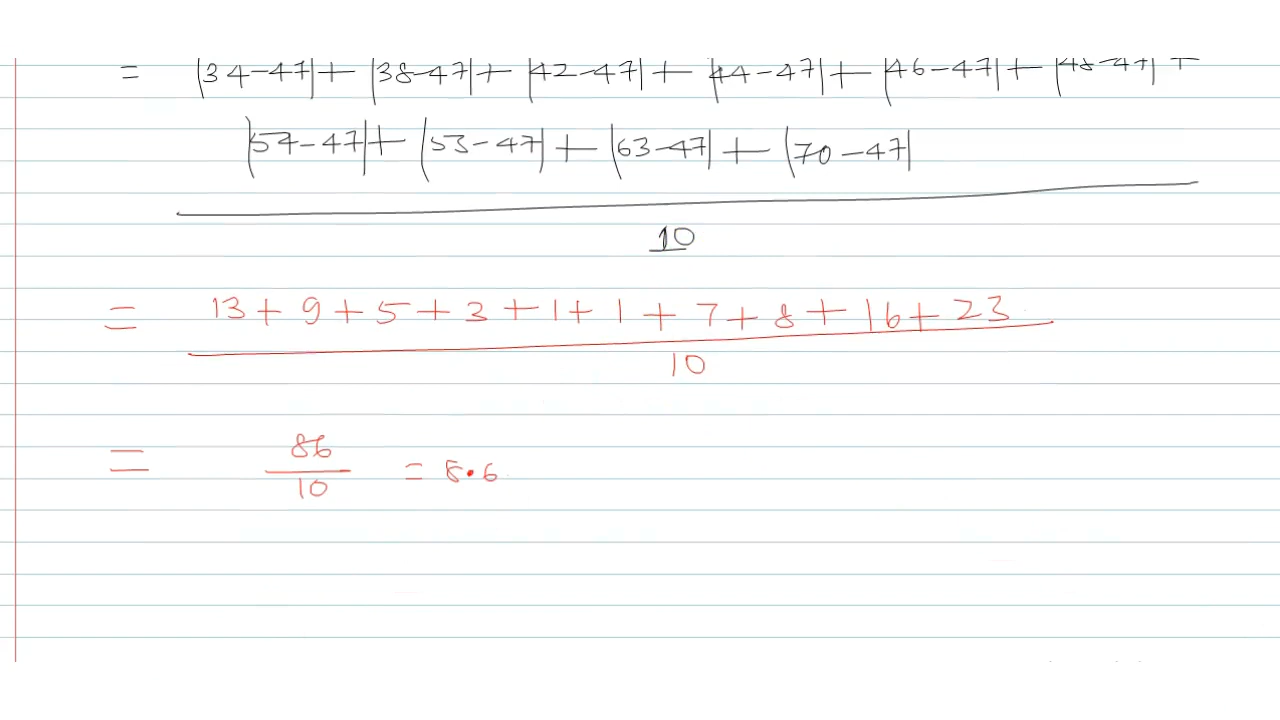 = |34-47| + |38-47| + |42-47| + |44-47| + |46-47| + |48-47| +
|54-47| + |53-47| + |63-47| + |70-47|
10
= 13 + 9 + 5 + 3 + 1 + 1 + 7 + 8 + 16 + 23
10
= 86
10 = 8.6